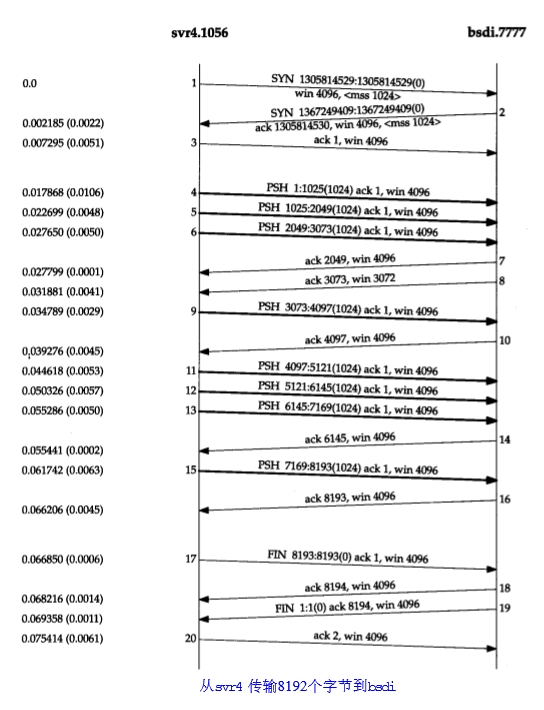 svr4.1056 bsdi.7777
0.0 1 SYN 1305814529:1305814529(0)
win 4096, <mss 1024>
SYN 1367249409:1367249409(0) 2
0.002185 (0.0022) ack 1305814530, win 4096, <mss 1024>
0.007295 (0.0051) 3 ack 1, win 4096
0.017868 (0.0106) 4 PSH 1:1025(1024) ack 1, win 4096
0.022699 (0.0048) 5 PSH 1025:2049(1024) ack 1, win 4096
0.027650 (0.0050) 6 PSH 2049:3073(1024) ack 1, win 4096
ack 2049, win 4096 7
0.027799 (0.0001)
ack 3073, win 3072 8
0.031881 (0.0041)
0.034789 (0.0029) 9 PSH 3073:4097(1024) ack 1, win 4096
ack 4097, win 4096 10
0,039276 (0.0045)
0.044618 (0.0053) 11 PSH 4097:5121(1024) ack 1, win 4096
0.050326 (0.0057) 12 PSH 5121:6145(1024) ack 1, win 4096
0.055286 (0.0050) 13 PSH 6145:7169(1024) ack 1, win 4096
ack 6145, win 4096 14
0.055441 (0.0002)
0.061742 (0.0063) 15 PSH 7169:8193(1024) ack 1, win 4096
ack 8193, win 4096 16
0.066206 (0.0045)
0.066850 (0.0006) 17 FIN 8193:8193(0) ack 1, win 4096
ack 8194, win 4096 18
0.068216 (0.0014)
FIN 1:1(0) ack 8194, win 4096 19
0.069358 (0.0011)
0.075414 (0.0061) 20 ack 2, win 4096
从svr4 传输8192个字节到bsdi